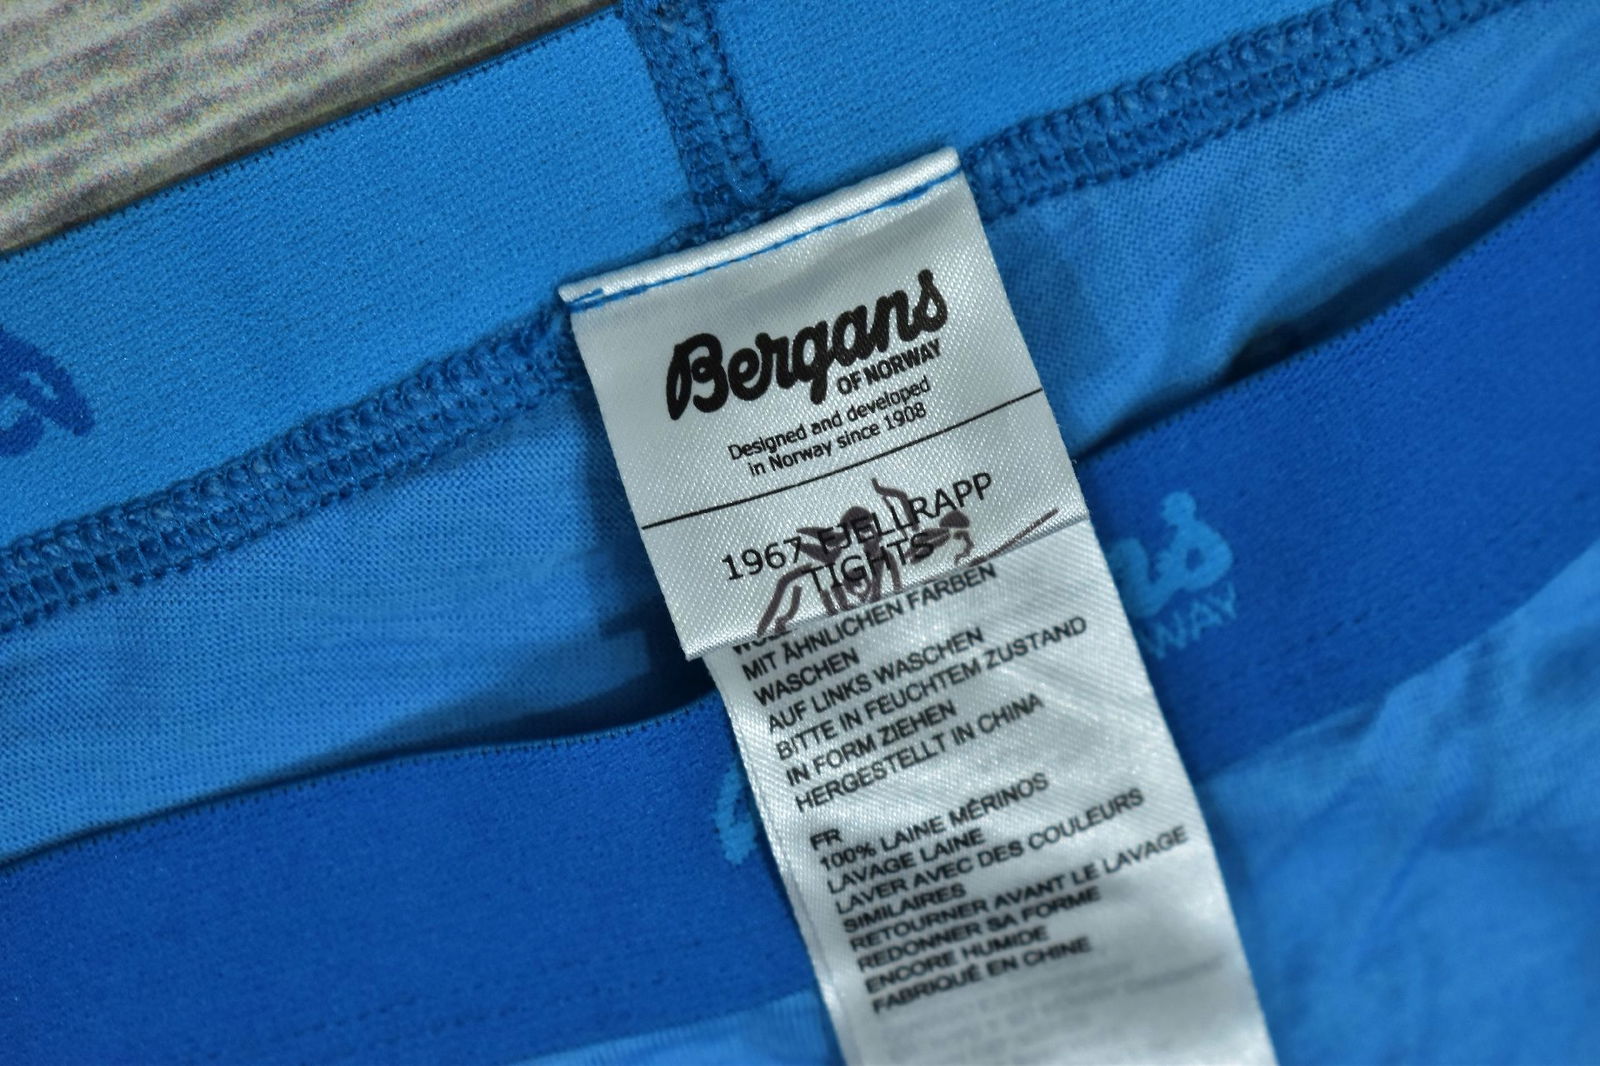 Bergans
OF NORWAY
Designed and developed
in Norway since 1908
1967 FJELLRAPP
TIGHTS
MIT ÄHNLICHEN FARBEN
WASCHEN
AUF LINKS WASCHEN
BITTE IN FEUCHTEM ZUSTAND
IN FORM ZIEHEN
HERGESTELLT IN CHINA
FR
100% LAINE MÉRINOS
LAVAGE LAINE
LAVER AVEC DES COULEURS
SIMILAIRES
RETOURNER AVANT LE LAVAGE
REDONNER SA FORME
ENCORE HUMIDE
FABRIQUÉ EN CHINE